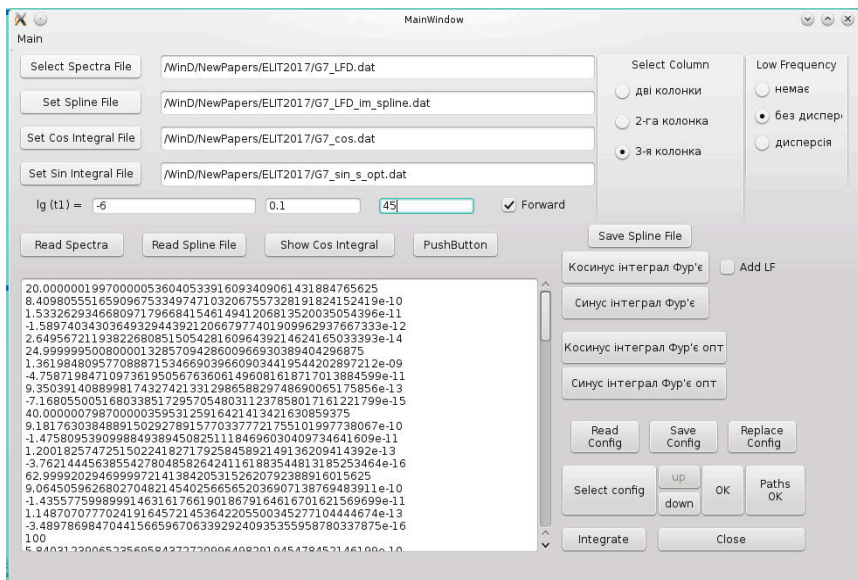 MainWindow
Main
Select Spectra File
/WinD/NewPapers/ELIT2017/G7_LFD.dat
Set Spline File
/WinD/NewPapers/ELIT2017/G7_LFD_im_spline.dat
Set Cos Integral File
/WinD/NewPapers/ELIT2017/G7_cos.dat
Set Sin Integral File
/WinD/NewPapers/ELIT2017/G7_sin_s_opt.dat
Select Column
дві колонки
2-га колонка
3-я колонка
Low Frequency
немає
без диспер
дисперсія
lg (t1) = -6 0.1 45 Forward
Read Spectra Read Spline File Show Cos Integral PushButton
Save Spline File
Косинус інтеграл Фур'є Add LF
Синус інтеграл Фур'є
Косинус інтеграл Фур'є опт
Синус інтеграл Фур'є опт
20.000000199700000536040533916093409061431884765625
8.4098055516590967533497471032067557328191824152419e-10
1.5332629346680971796684154614941206813520035054396e-11
-1.5897403430364932944392120667977401909962937667333e-12
2.6495672119382268085150542816096439214624165033393e-14
24.99999950080000132857094286009669303894042968​75
1.3619848095770888715346690396609034419544202897212e-09
-4.7587198471097361950567636061496081618717013884599e-11
9.3503914088998174327421331298658829748690065175856e-13
-7.1680550051680338517295705480311237858017161221799e-15
40.00000079870000035953125916421413421630859375
9.1817630384889150292789157703377721755101997738067e-10
-1.4758095390998849389450825111846960304097346416​09e-11
1.2001825747251502241827179258458921491362094143​92e-13
-3.7621444563855427804858264241161883544813185253464e-16
62.99992029469999721413842053152620792388916015625
9.0645059626802704821454025665652036907138769483911e-10
-1.4355775998999146316176619018679164616701621569699e-11
1.1487070777024191645721453642205500345277104444674e-13
-3.4897869847044156659670633929240935355958780337875e-16
100
Read Config Save Config Replace Config
Select config up down OK Paths OK
Integrate Close